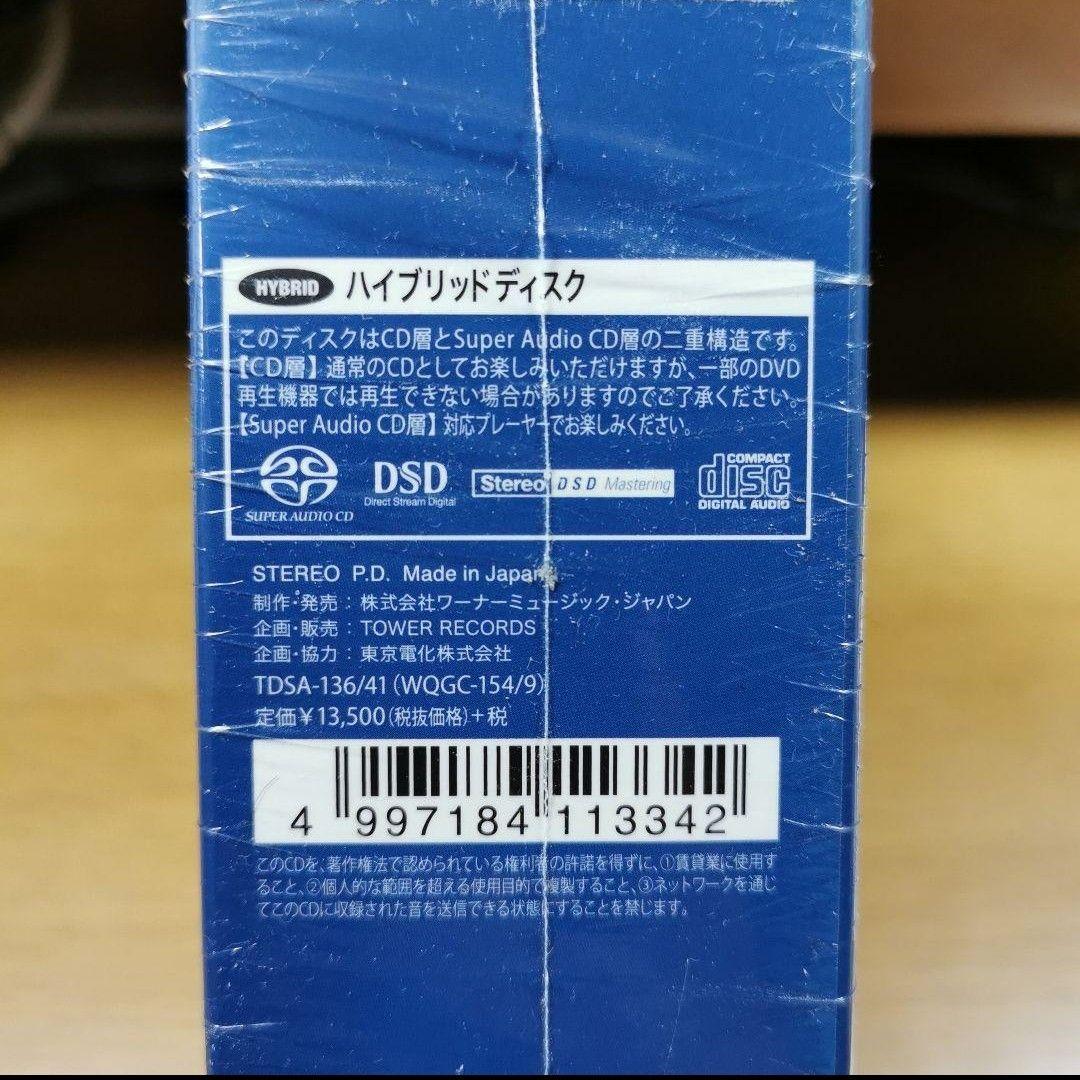 HYBRID ハイブリッドディスク
このディスクはCD層とSuper Audio CD層の二重構造です。
【CD層】通常のCDとしてお楽しみいただけますが、一部のDVD
再生機器では再生できない場合がありますのでご了承ください。
【Super Audio CD層】対応プレーヤーでお楽しみください。
SUPER AUDIO CD
DSD
Direct Stream Digital
Stereo DSD Mastering
COMPACT
disc
DIGITAL AUDIO
STEREO P.D. Made in Japan
制作・発売：株式会社ワーナーミュージック・ジャパン
企画・販売：TOWER RECORDS
企画・協力：東京電化株式会社
TDSA-136/41 (WQGC-154/9)
定価￥13,500(税抜価格)+税
4 997184 113342
このCDを、著作権法で認められている権利者の許諾を得ずに、①賃貸業に使用す
ること、②個人的な範囲を超える使用目的で複製すること、③ネットワークを通じ
てこのCDに収録された音を送信できる状態にすることを禁じます。